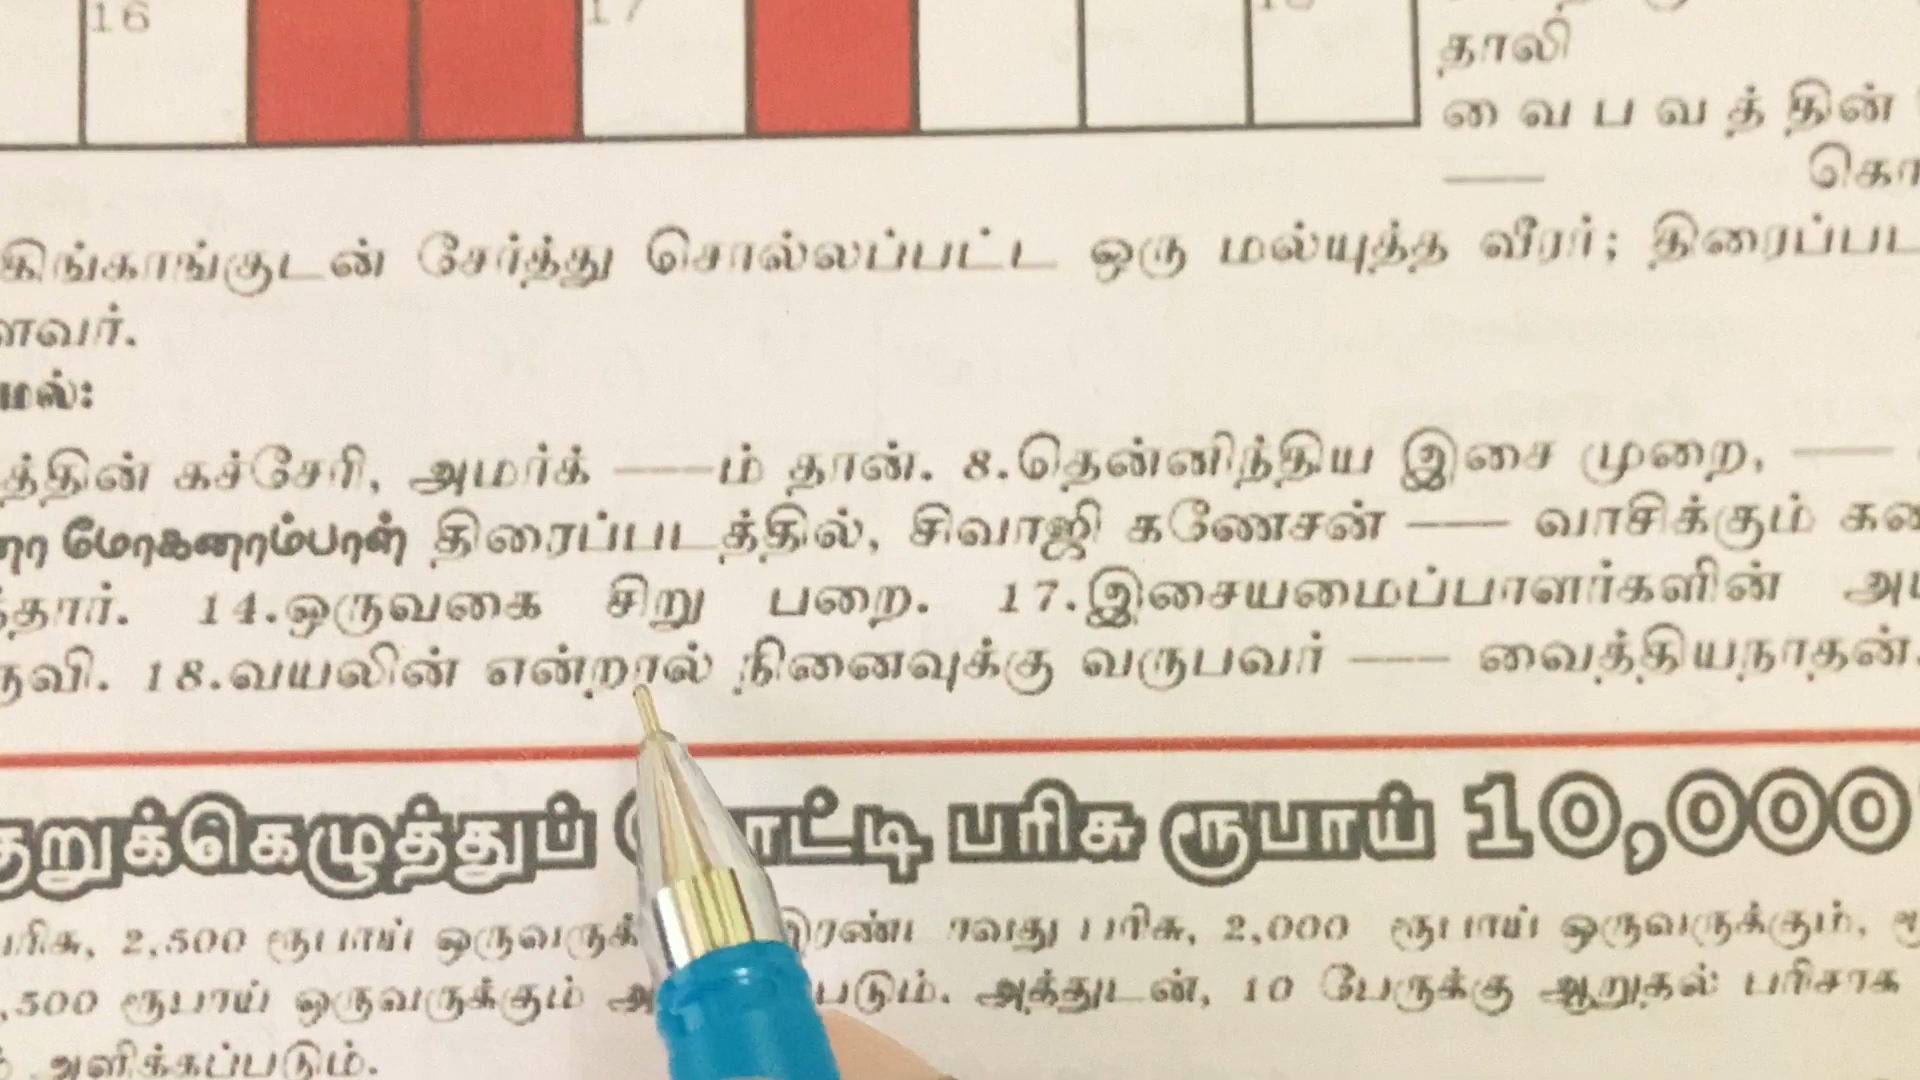 16 17 18
தாலி
வைபவத்தின்
—— கொ
கிங்காங்குடன் சேர்த்து சொல்லப்பட்ட ஒரு மல்யுத்த வீரர்; திரைப்பட
ளவர்.
மேல்:
த்தின் கச்சேரி, அமர்க் ——ம் தான். 8.தென்னிந்திய இசை முறை, ——
னா மோகனாம்பாள் திரைப்படத்தில், சிவாஜி கணேசன் —— வாசிக்கும்
த்தார். 14.ஒருவகை சிறு பறை. 17.இசையமைப்பாளர்களின்
ருவி. 18.வயலின் என்றால் நினைவுக்கு வருபவர் —— வைத்தியநாதன்.
குறுக்கெழுத்துப் போட்டி பரிசு ரூபாய் 10,000
பரிசு, 2,500 ரூபாய் ஒருவருக் இரண்டாவது பரிசு, 2,000 ரூபாய் ஒருவருக்கும்,
,500 ரூபாய் ஒருவருக்கும் படும். அத்துடன், 10 பேருக்கு ஆறுதல் பரிசாக
அளிக்கப்படும்.